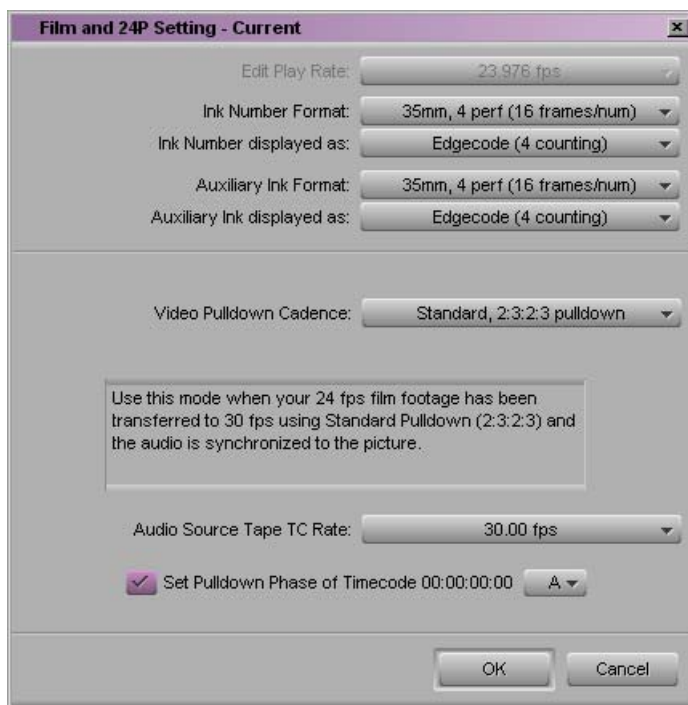 Film and 24P Setting - Current
Edit Play Rate: 23.976 fps
Ink Number Format: 35mm, 4 perf (16 frames/num)
Ink Number displayed as: Edgecode (4 counting)
Auxiliary Ink Format: 35mm, 4 perf (16 frames/num)
Auxiliary Ink displayed as: Edgecode (4 counting)
Video Pulldown Cadence: Standard, 2:3:2:3 pulldown
Use this mode when your 24 fps film footage has been
transferred to 30 fps using Standard Pulldown (2:3:2:3) and
the audio is synchronized to the picture.
Audio Source Tape TC Rate: 30.00 fps
Set Pulldown Phase of Timecode 00:00:00:00 A
OK Cancel